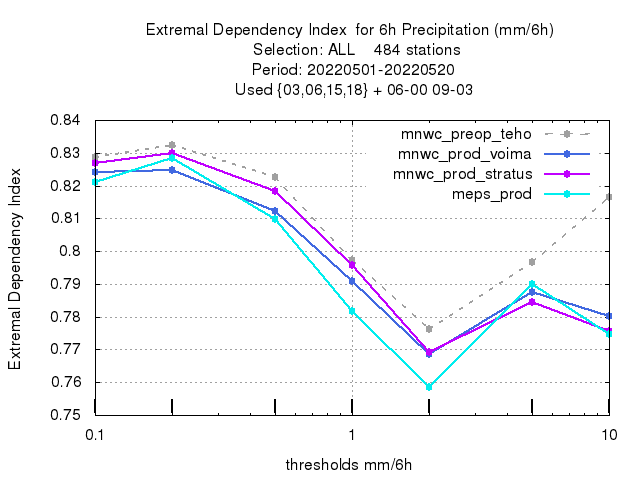 Extremal Dependency Index  for 6h Precipitation (mm/6h)
Selection: ALL    484 stations
Period: 20220501-20220520
Used {03,06,15,18} + 06-00 09-03
mnwc_preop_teho
mnwc_prod_voima
mnwc_prod_stratus
meps_prod
Extremal Dependency Index
0.84
0.83
0.82
0.81
0.8
0.79
0.78
0.77
0.76
0.75
0.1
1
10
thresholds mm/6h